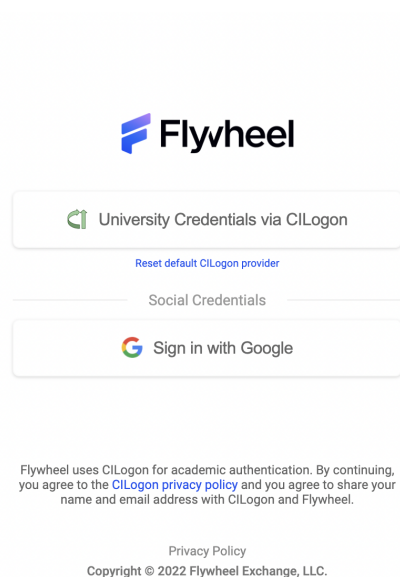 Flywheel
University Credentials via CILogon
Reset default CILogon provider
Social Credentials
Sign in with Google
Flywheel uses CILogon for academic authentication. By continuing,
you agree to the CILogon privacy policy and you agree to share your
name and email address with CILogon and Flywheel.
Privacy Policy
Copyright © 2022 Flywheel Exchange, LLC.